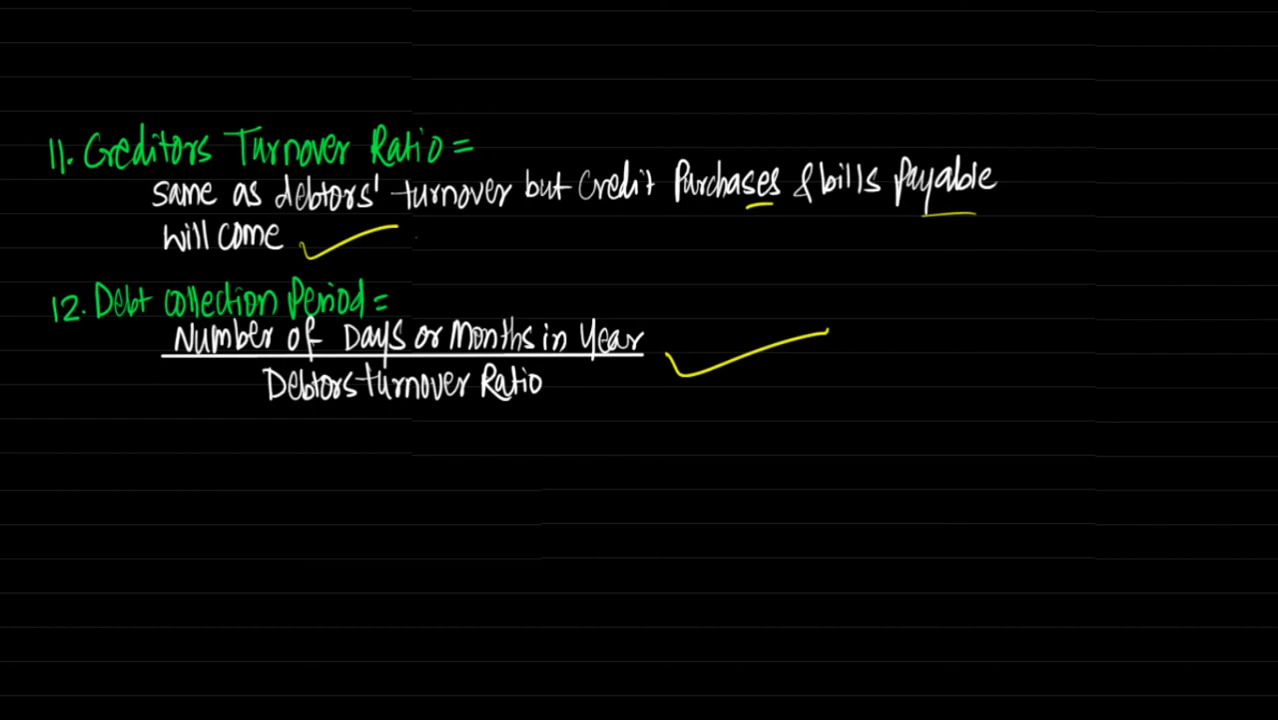 11. Creditors Turnover Ratio =
same as debtors' turnover but Credit Purchases & bills Payable
will come
12. Debt collection Period =
Number of Days or Months in Year
Debtors turnover Ratio